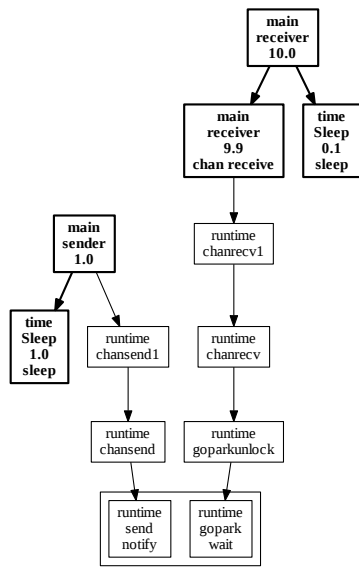 main
receiver
10.0
main
receiver
9.9
chan receive
time
Sleep
0.1
sleep
main
sender
1.0
runtime
chanrecv1
time
Sleep
1.0
sleep
runtime
chansend1
runtime
chanrecv
runtime
chansend
runtime
goparkunlock
runtime
send
notify
runtime
gopark
wait